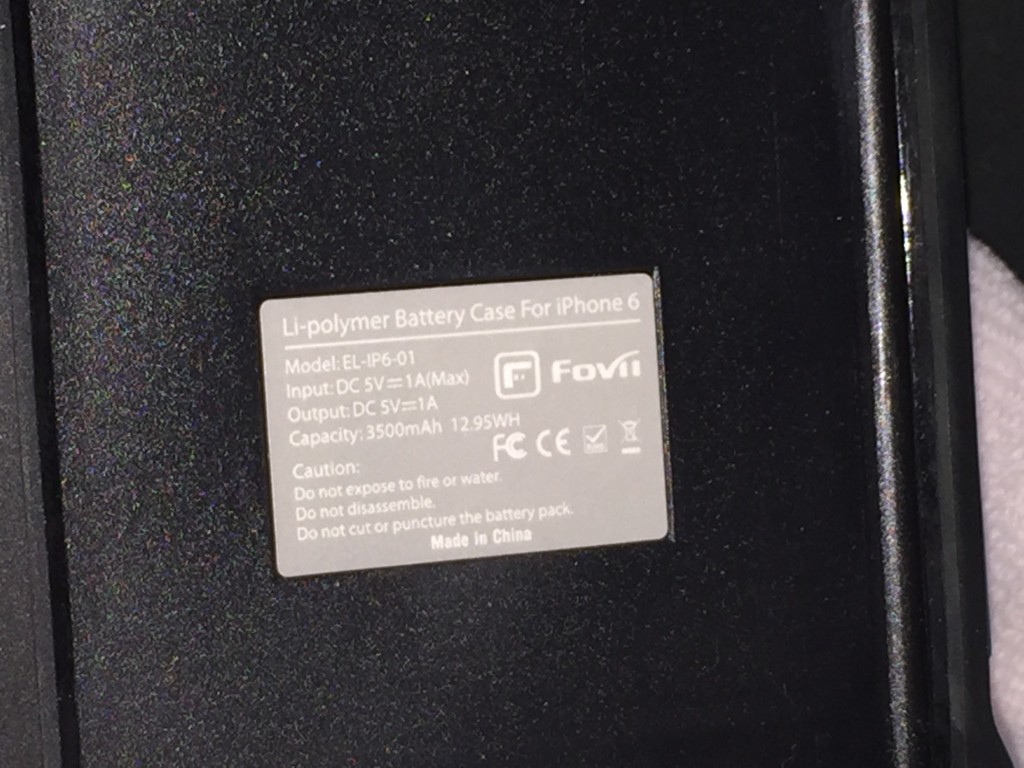 Li-polymer Battery Case For iPhone 6
Model: EL-IP6-01
Input: DC 5V⎓1A(Max)
Output: DC 5V⎓1A
Capacity: 3500mAh 12.95WH
Fovii
FC CE
Caution:
Do not expose to fire or water.
Do not disassemble.
Do not cut or puncture the battery pack.
Made in China